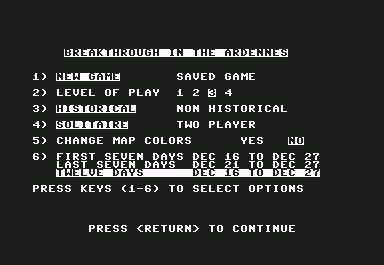 BREAKTHROUGH IN THE ARDENNES
1) NEW GAME SAVED GAME
2) LEVEL OF PLAY 1 2 3 4
3) HISTORICAL NON HISTORICAL
4) SOLITAIRE TWO PLAYER
5) CHANGE MAP COLORS YES NO
6) FIRST SEVEN DAYS DEC 16 TO DEC 27
LAST SEVEN DAYS DEC 21 TO DEC 27
TWELVE DAYS DEC 16 TO DEC 27
PRESS KEYS (1-6) TO SELECT OPTIONS
PRESS <RETURN> TO CONTINUE